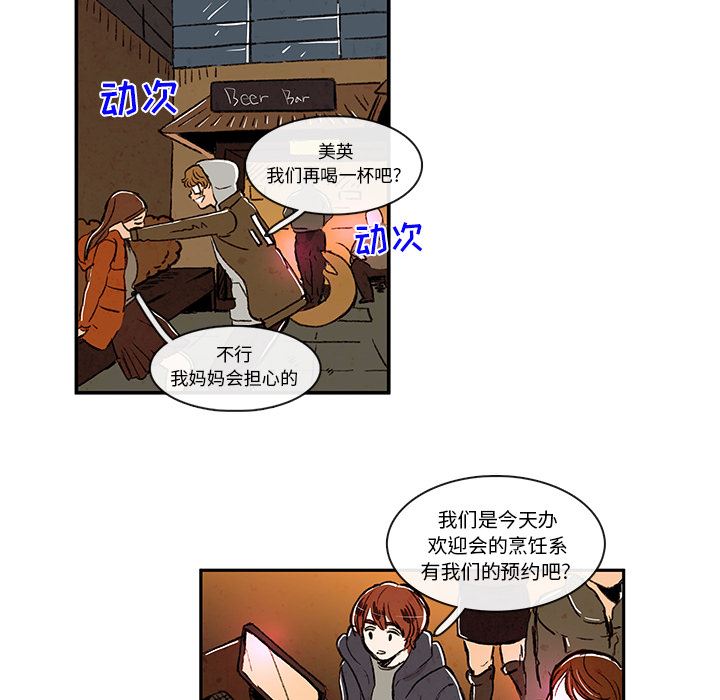 动次
Beer Bar
美英
我们再喝一杯吧?
动次
不行
我妈妈会担心的
我们是今天办
欢迎会的烹饪系
有我们的预约吧?